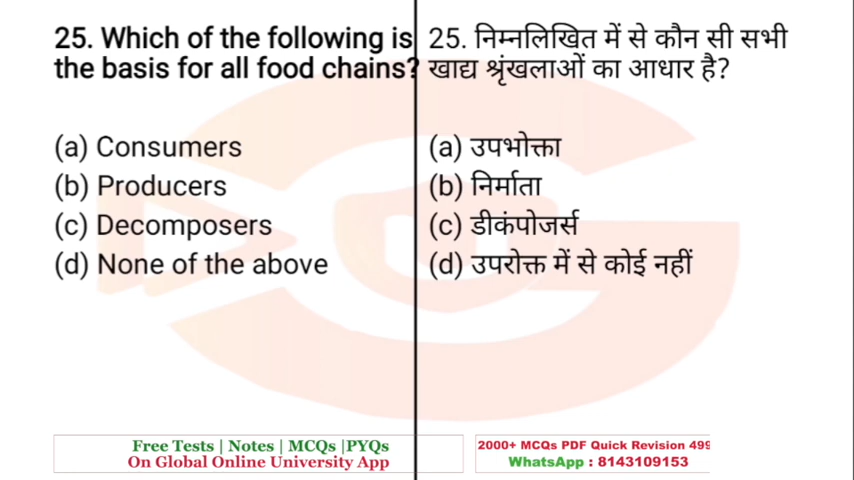 25. Which of the following is
the basis for all food chains?
(a) Consumers
(b) Producers
(c) Decomposers
(d) None of the above
25. निम्नलिखित में से कौन सी सभी
खाद्य श्रृंखलाओं का आधार है?
(a) उपभोक्ता
(b) निर्माता
(c) डीकंपोजर्स
(d) उपरोक्त में से कोई नहीं
Free Tests | Notes | MCQs |PYQs
On Global Online University App
2000+ MCQs PDF Quick Revision 499
WhatsApp : 8143109153